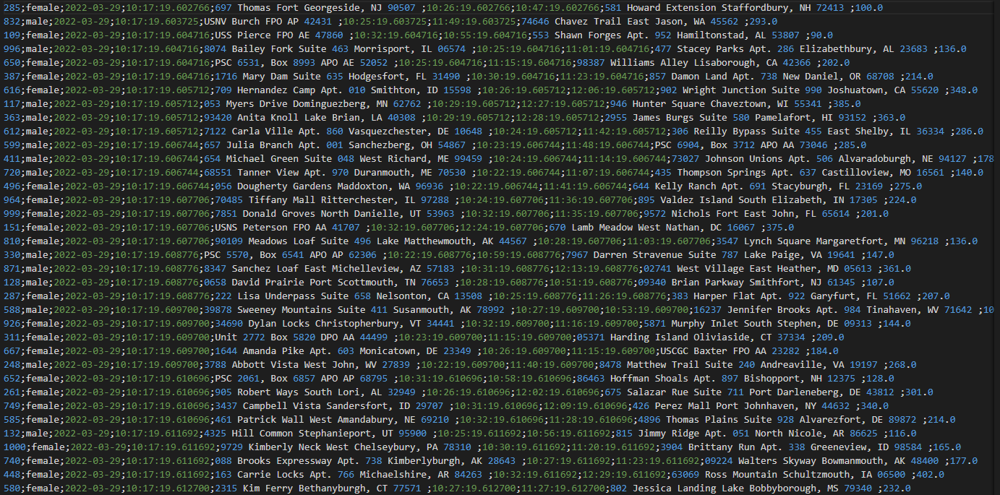 285;female;2022-03-29;10:17:19.602766;697 Thomas Fort Georgeside, NJ 90507 ;10:26:19.602766;10:47:19.602766;581 Howard Extension Staffordbury, NH 72413 ;100.0
832;male;2022-03-29;10:17:19.603725;USNV Burch FPO AP 42431 ;10:25:19.603725;11:49:19.603725;74646 Chavez Trail East Jason, WA 45562 ;293.0
109;female;2022-03-29;10:17:19.604716;USS Pierce FPO AE 47860 ;10:32:19.604716;10:55:19.604716;553 Shawn Forges Apt. 952 Hamiltonstad, AL 53807 ;90.0
996;male;2022-03-29;10:17:19.604716;8074 Bailey Fork Suite 463 Morrisport, IL 06574 ;10:25:19.604716;11:01:19.604716;477 Stacey Parks Apt. 286 Elizabethbury, AL 23683 ;136.0
650;male;2022-03-29;10:17:19.604716;PSC 6531, Box 8993 APO AE 52052 ;10:25:19.604716;11:15:19.604716;98387 Williams Alley Lisaborough, CA 42366 ;202.0
387;female;2022-03-29;10:17:19.604716;1716 Mary Dam Suite 635 Hodgesfort, FL 31490 ;10:30:19.604716;11:23:19.604716;857 Damon Land Apt. 738 New Daniel, OR 68708 ;214.0
616;female;2022-03-29;10:17:19.605712;709 Hernandez Camp Apt. 010 Smithton, ID 15598 ;10:26:19.605712;12:06:19.605712;902 Wright Junction Suite 990 Joshuatown, CA 55620 ;348.0
117;male;2022-03-29;10:17:19.605712;053 Myers Drive Dominguezberg, MN 62762 ;10:29:19.605712;12:27:19.605712;946 Hunter Square Chaveztown, WI 55341 ;385.0
363;male;2022-03-29;10:17:19.605712;93420 Anita Knoll Lake Brian, LA 40308 ;10:29:19.605712;12:28:19.605712;2955 James Burgs Suite 580 Pamelafort, HI 93152 ;363.0
612;male;2022-03-29;10:17:19.605712;7122 Carla Ville Apt. 860 Vasquezchester, DE 10648 ;10:24:19.605712;11:42:19.605712;306 Reilly Bypass Suite 455 East Shelby, IL 36334 ;286.0
599;male;2022-03-29;10:17:19.606744;657 Julia Branch Apt. 001 Sanchezberg, OH 54867 ;10:23:19.606744;11:48:19.606744;PSC 6904, Box 3712 APO AA 73046 ;285.0
411;male;2022-03-29;10:17:19.606744;654 Michael Green Suite 048 West Richard, ME 99459 ;10:24:19.606744;11:14:19.606744;73027 Johnson Unions Apt. 506 Alvaradoburgh, NE 94127 ;178
720;male;2022-03-29;10:17:19.606744;68551 Tanner View Apt. 970 Duranmouth, ME 70530 ;10:22:19.606744;11:07:19.606744;435 Thompson Springs Apt. 637 Castilloview, MO 16561 ;140.0
496;female;2022-03-29;10:17:19.606744;056 Dougherty Gardens Maddoxton, WA 96936 ;10:22:19.606744;11:41:19.606744;644 Kelly Ranch Apt. 691 Stacyburgh, FL 23169 ;275.0
964;female;2022-03-29;10:17:19.607706;70485 Tiffany Mall Ritterchester, IL 97288 ;10:24:19.607706;11:36:19.607706;895 Valdez Island South Elizabeth, IN 17305 ;224.0
999;female;2022-03-29;10:17:19.607706;7851 Donald Groves North Danielle, UT 53963 ;10:32:19.607706;11:35:19.607706;9572 Nichols Fort East John, FL 65614 ;201.0
151;female;2022-03-29;10:17:19.607706;USNS Peterson FPO AA 41707 ;10:32:19.607706;12:24:19.607706;670 Lamb Meadow West Nathan, DC 16067 ;375.0
810;female;2022-03-29;10:17:19.607706;90109 Meadows Loaf Suite 496 Lake Matthewmouth, AK 44567 ;10:28:19.607706;11:03:19.607706;3547 Lynch Square Margaretfort, MN 96218 ;136.0
330;male;2022-03-29;10:17:19.608776;PSC 5570, Box 6541 APO AP 62306 ;10:22:19.608776;10:59:19.608776;7967 Darren Stravenue Suite 787 Lake Paige, VA 19641 ;147.0
871;male;2022-03-29;10:17:19.608776;8347 Sanchez Loaf East Michelleview, AZ 57183 ;10:31:19.608776;12:13:19.608776;02741 West Village East Heather, MD 05613 ;361.0
128;male;2022-03-29;10:17:19.608776;0658 David Prairie Port Scottmouth, TN 76653 ;10:28:19.608776;10:51:19.608776;09340 Brian Parkway Smithfort, NJ 61345 ;107.0
287;female;2022-03-29;10:17:19.608776;222 Lisa Underpass Suite 658 Nelsonton, CA 13508 ;10:25:19.608776;11:26:19.608776;383 Harper Flat Apt. 922 Garyfurt, FL 51662 ;207.0
588;male;2022-03-29;10:17:19.609700;39878 Sweeney Mountains Suite 411 Susanmouth, AK 78992 ;10:27:19.609700;10:53:19.609700;16237 Jennifer Brooks Apt. 984 Tinahaven, WV 71642 ;10
926;female;2022-03-29;10:17:19.609700;34690 Dylan Locks Christopherbury, VT 34441 ;10:32:19.609700;11:16:19.609700;5871 Murphy Inlet South Stephen, DE 09313 ;144.0
311;female;2022-03-29;10:17:19.609700;Unit 2772 Box 5820 DPO AA 44499 ;10:23:19.609700;11:15:19.609700;05371 Harding Island Oliviaside, CT 37334 ;209.0
667;female;2022-03-29;10:17:19.609700;1644 Amanda Pike Apt. 603 Monicatown, DE 23349 ;10:26:19.609700;11:15:19.609700;USCGC Baxter FPO AA 23282 ;184.0
248;male;2022-03-29;10:17:19.609700;3788 Abbott Vista West John, WV 27839 ;10:22:19.609700;11:40:19.609700;8478 Matthew Trail Suite 240 Andreaville, VA 19197 ;268.0
652;female;2022-03-29;10:17:19.610696;PSC 2061, Box 6857 APO AP 68795 ;10:31:19.610696;10:58:19.610696;86463 Hoffman Shoals Apt. 897 Bishopport, NH 12375 ;128.0
261;female;2022-03-29;10:17:19.610696;905 Robert Ways South Lori, AL 32949 ;10:26:19.610696;12:02:19.610696;675 Salazar Rue Suite 711 Port Darleneberg, DE 43812 ;301.0
749;female;2022-03-29;10:17:19.610696;3437 Campbell Vista Sandersfort, ID 29707 ;10:31:19.610696;12:09:19.610696;426 Perez Mall Port Johnhaven, NY 44632 ;340.0
585;female;2022-03-29;10:17:19.610696;461 Patrick Wall West Amandabury, NE 69210 ;10:32:19.610696;11:28:19.610696;4896 Thomas Plains Suite 928 Alvarezfort, DE 89872 ;214.0
132;male;2022-03-29;10:17:19.611692;4325 Hill Common Stephanieport, UT 95900 ;10:25:19.611692;10:56:19.611692;815 Jimmy Ridge Apt. 051 North Nicole, AR 86625 ;116.0
1000;female;2022-03-29;10:17:19.611692;9729 Kimberly Neck West Chelseybury, PA 78310 ;10:30:19.611692;11:20:19.611692;3904 Brittany Run Apt. 338 Greeneview, ID 98584 ;165.0
740;female;2022-03-29;10:17:19.611692;088 Brooks Expressway Apt. 738 Kimberlyburgh, AK 28643 ;10:27:19.611692;11:23:19.611692;09224 Walters Skyway Bowmanmouth, AK 48400 ;177.0
448;female;2022-03-29;10:17:19.611692;163 Carrie Locks Apt. 766 Michaelshire, AR 84263 ;10:32:19.611692;12:29:19.611692;63069 Ross Mountain Schultzmouth, IA 06500 ;402.0
580;female;2022-03-29;10:17:19.612700;2315 Kim Ferry Bethanyburgh, CT 77571 ;10:27:19.612700;11:27:19.612700;802 Jessica Landing Lake Bobbyborough, MS 79340 ;232.0